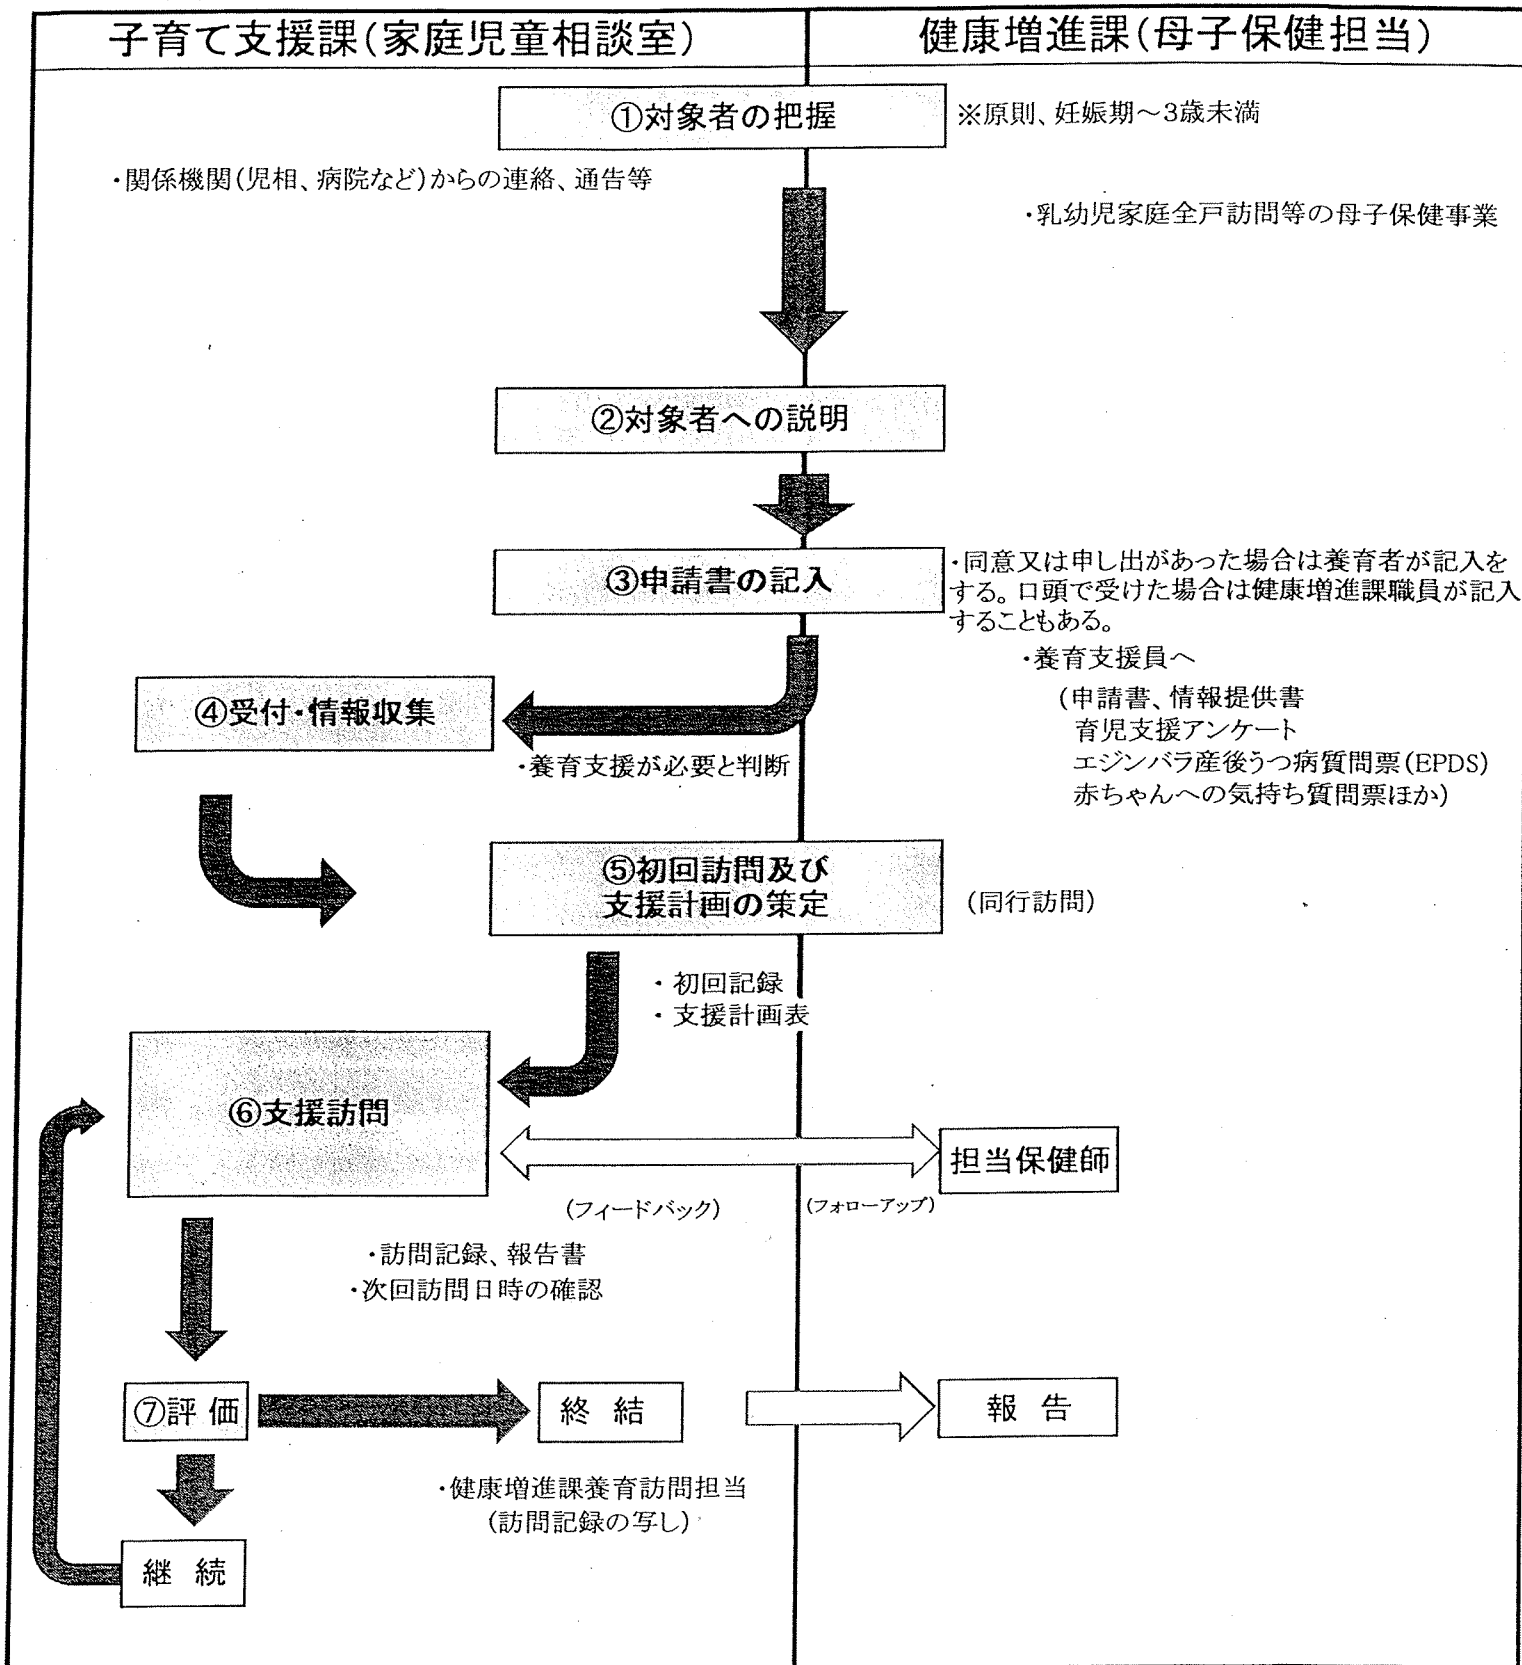 子育て支援課(家庭児童相談室)
健康増進課(母子保健担当)
①対象者の把握
※原則、妊娠期～3歳未満
・関係機関(児相、病院など)からの連絡、通告等
・乳幼児家庭全戸訪問等の母子保健事業
②対象者への説明
③申請書の記入
・同意又は申し出があった場合は養育者が記入を
する。口頭で受けた場合は健康増進課職員が記入
することもある。
・養育支援員へ
(申請書、情報提供書
育児支援アンケート
エジンバラ産後うつ病質問票(EPDS)
赤ちゃんへの気持ち質問票ほか)
④受付・情報収集
・養育支援が必要と判断
⑤初回訪問及び
支援計画の策定
(同行訪問)
・初回記録
・支援計画表
⑥支援訪問
担当保健師
(フィードバック)
(フォローアップ)
・訪問記録、報告書
・次回訪問日時の確認
⑦評 価
終 結
報 告
・健康増進課養育訪問担当
(訪問記録の写し)
継 続